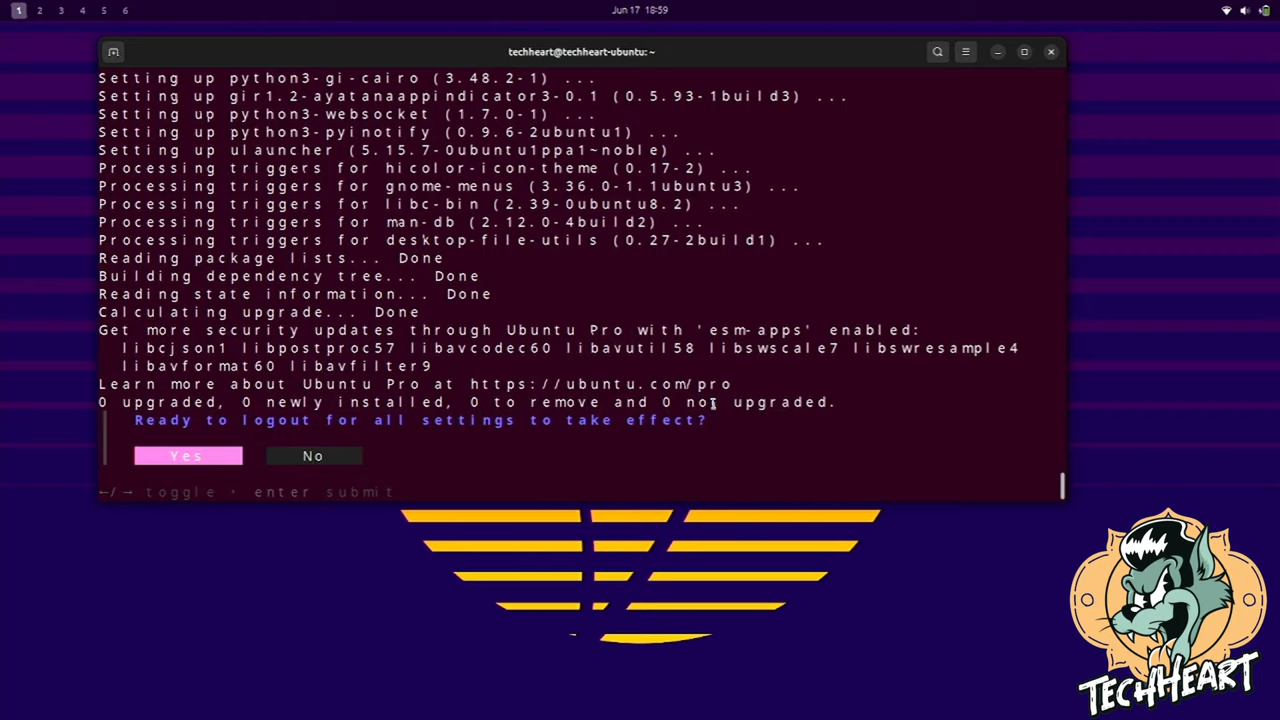 1 2 3 4 5 6
Jun 17 18:59
techheart@techheart-ubuntu: ~
Setting up python3-gi-cairo (3.48.2-1) ...
Setting up gir1.2-ayatanaappindicator3-0.1 (0.5.93-1build3) ...
Setting up python3-websocket (1.7.0-1) ...
Setting up python3-pyinotify (0.9.6-2ubuntu1) ...
Setting up ulauncher (5.15.7-0ubuntu1ppa1~noble) ...
Processing triggers for hicolor-icon-theme (0.17-2) ...
Processing triggers for gnome-menus (3.36.0-1.1ubuntu3) ...
Processing triggers for libc-bin (2.39-0ubuntu8.2) ...
Processing triggers for man-db (2.12.0-4build2) ...
Processing triggers for desktop-file-utils (0.27-2build1) ...
Reading package lists... Done
Building dependency tree... Done
Reading state information... Done
Calculating upgrade... Done
Get more security updates through Ubuntu Pro with 'esm-apps' enabled:
libcjson1 libpostproc57 libavcodec60 libavutil58 libswscale7 libswresample4
libavformat60 libavfilter9
Learn more about Ubuntu Pro at https://ubuntu.com/pro
0 upgraded, 0 newly installed, 0 to remove and 0 not upgraded.
Ready to logout for all settings to take effect?
Yes No
←/→ toggle • enter submit
TECHHEART